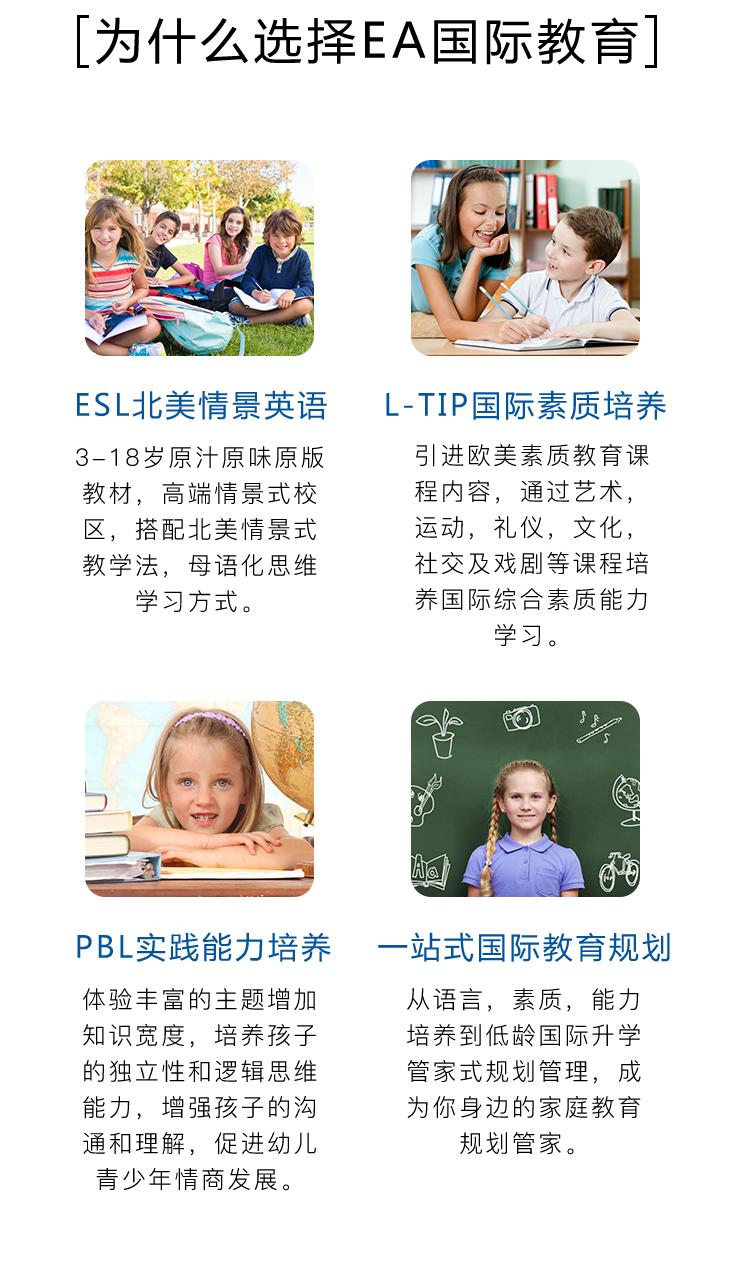 [为什么选择EA国际教育]
ESL北美情景英语
3-18岁原汁原味原版
教材，高端情景式校
区，搭配北美情景式
教学法，母语化思维
学习方式。
L-TIP国际素质培养
引进欧美素质教育课
程内容，通过艺术，
运动，礼仪，文化，
社交及戏剧等课程培
养国际综合素质能力
学习。
Aa
PBL实践能力培养
体验丰富的主题增加
知识宽度，培养孩子
的独立性和逻辑思维
能力，增强孩子的沟
通和理解，促进幼儿
青少年情商发展。
一站式国际教育规划
从语言，素质，能力
培养到低龄国际升学
管家式规划管理，成
为你身边的家庭教育
规划管家。